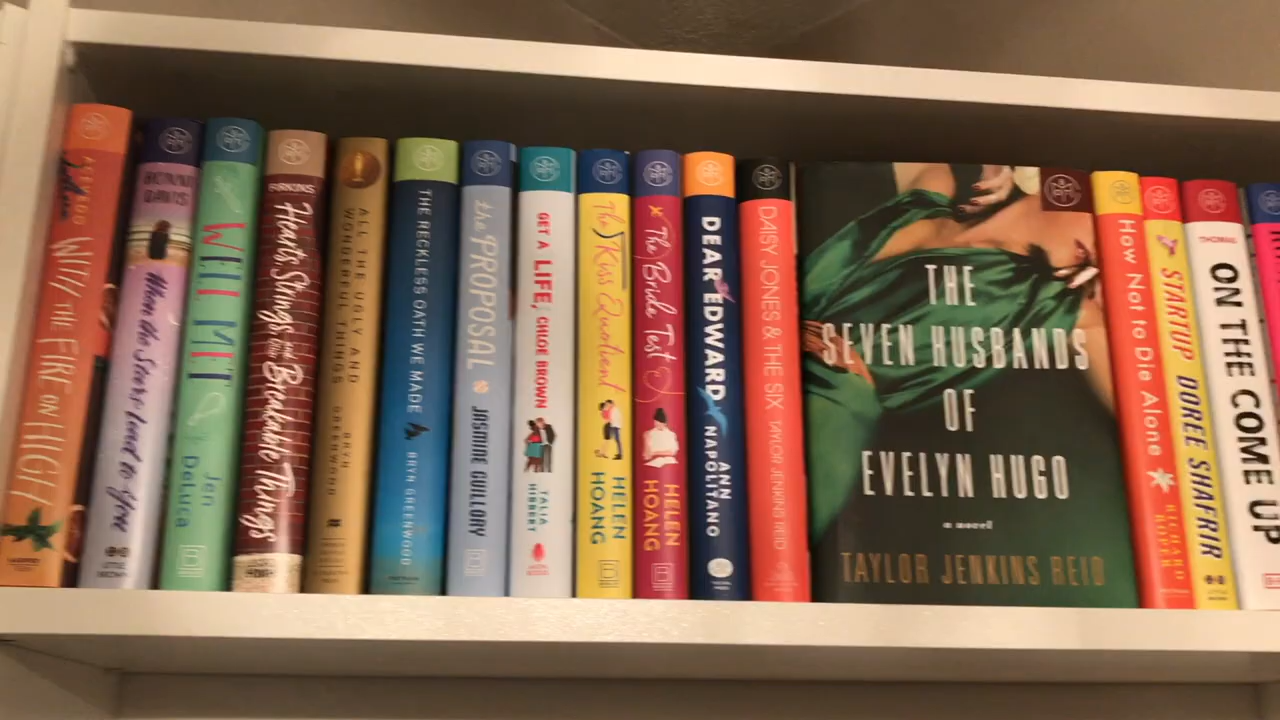 ACEVEDO
WITH THE FIRE ON HIGH
BENNI
DAVIS
When the Stars Lead to You
WELL MET
Jen
DeLuca
PERKINS
Hearts, Strings, and Breakable Things
ALL THE UGLY AND
WONDERFUL THINGS
BRYN
GREENWOOD
THE RECKLESS OATH WE MADE
BRYN GREENWOOD
the PROPOSAL
JASMINE GUILLORY
GET A LIFE, CHLOE BROWN
TALIA
HIBBERT
The Kiss Quotient
HELEN
HOANG
The Bride Test
HELEN
HOANG
DEAR EDWARD
ANN
NAPOLITANO
DAISY JONES & THE SIX
TAYLOR JENKINS REID
THE
SEVEN HUSBANDS
OF
EVELYN HUGO
a novel
TAYLOR JENKINS REID
How Not to Die Alone
RICHARD
ROPER
STARTUP
DOREE SHAFRIR
THOMAS
ON THE COME UP